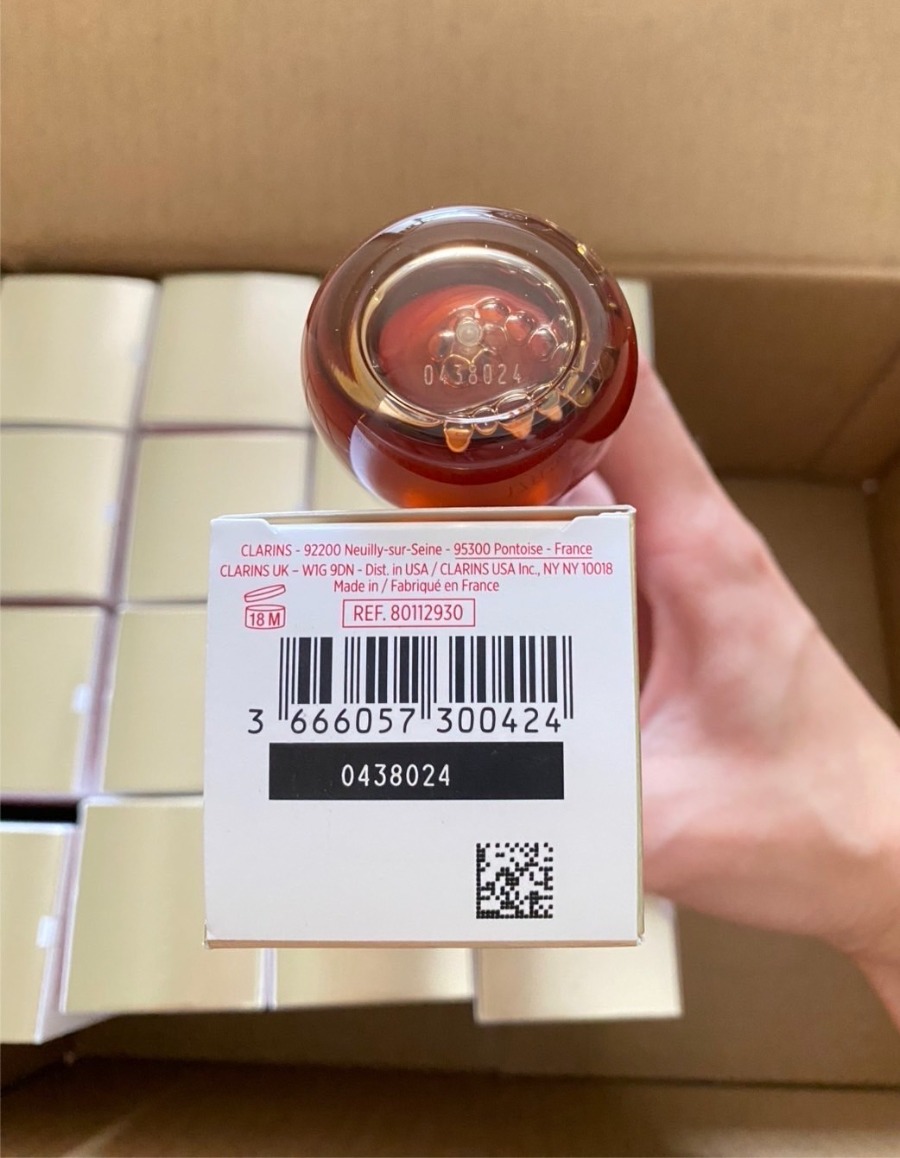 0438024
CLARINS - 92200 Neuilly-sur-Seine - 95300 Pontoise - France
CLARINS UK – W1G 9DN - Dist. in USA / CLARINS USA Inc., NY NY 10018
Made in / Fabriqué en France
18 M
REF. 80112930
3 666057 300424
0438024